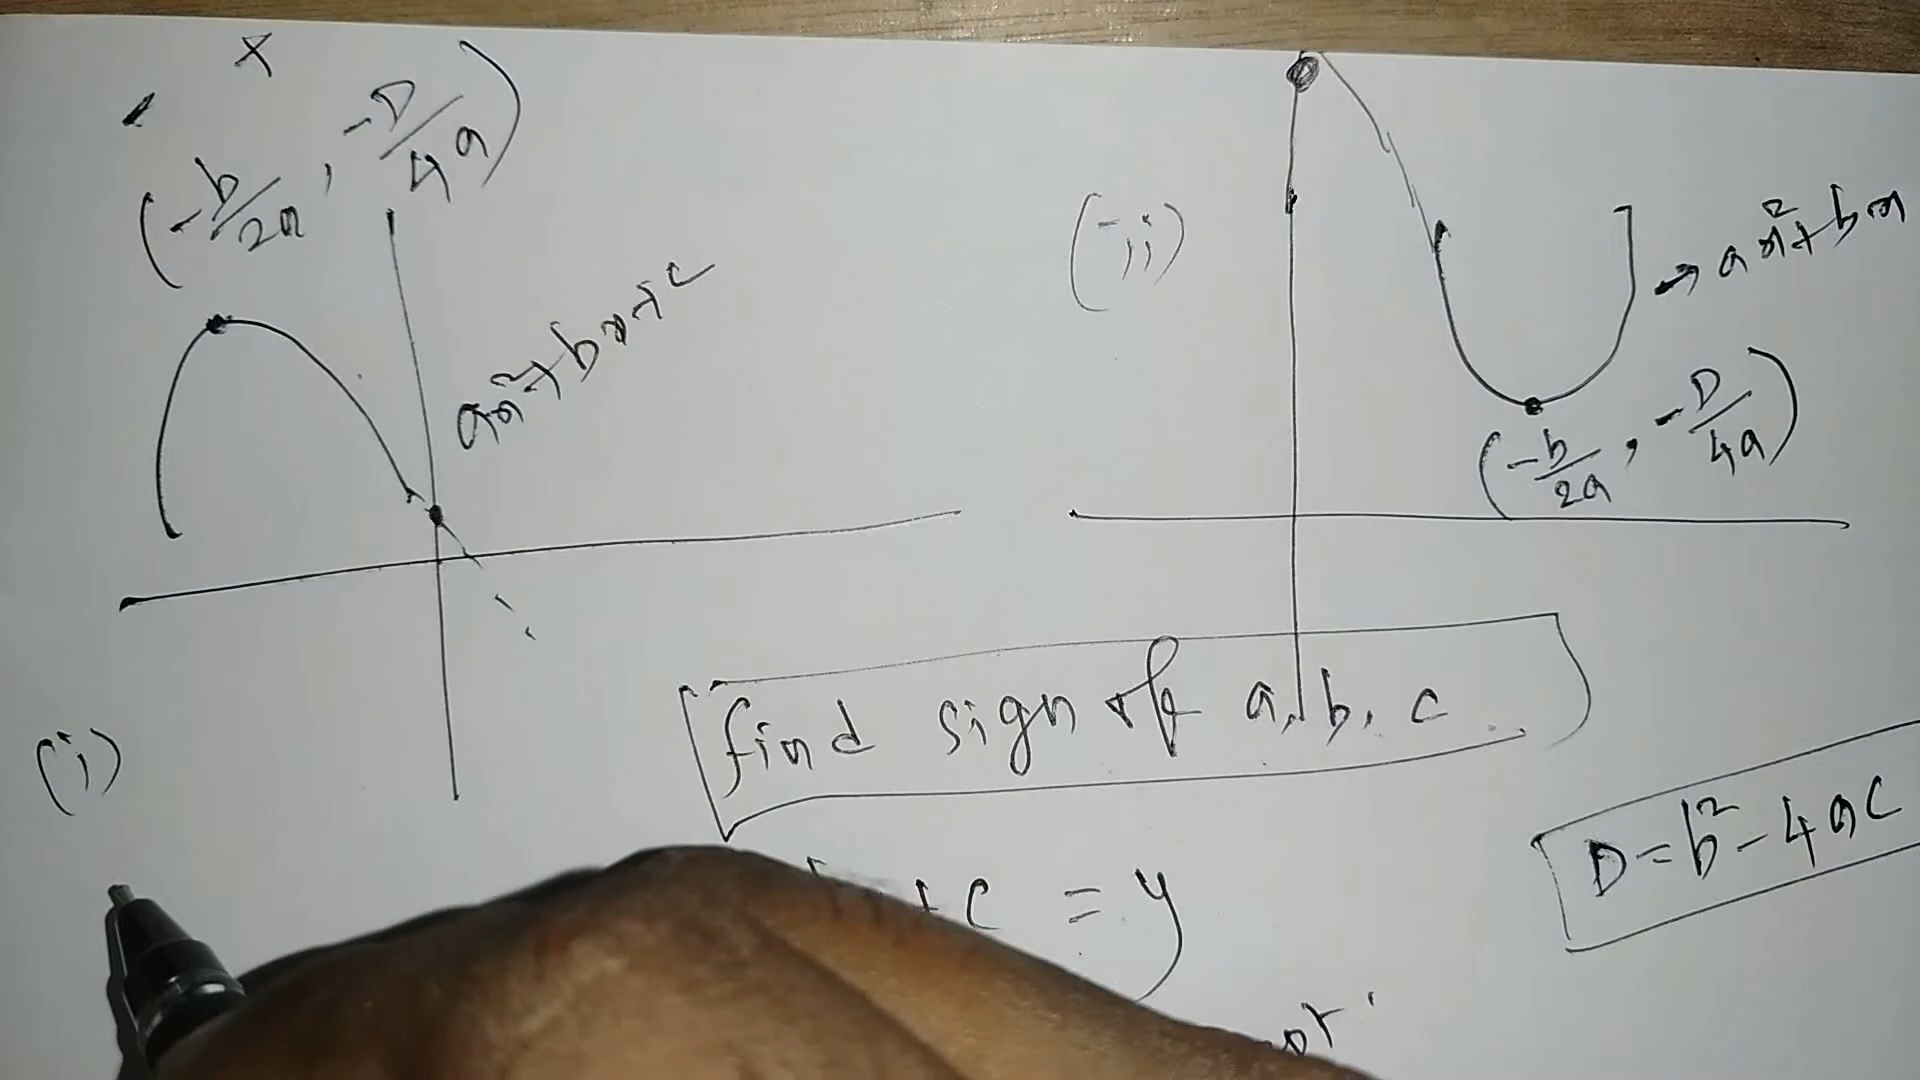 x
(-b/2a, -D/4a)
ax²+bx+c
(i)
(ii)
→ ax²+bx
(-b/2a, -D/4a)
find sign of a, b, c.
+c = y
D=b²-4ac